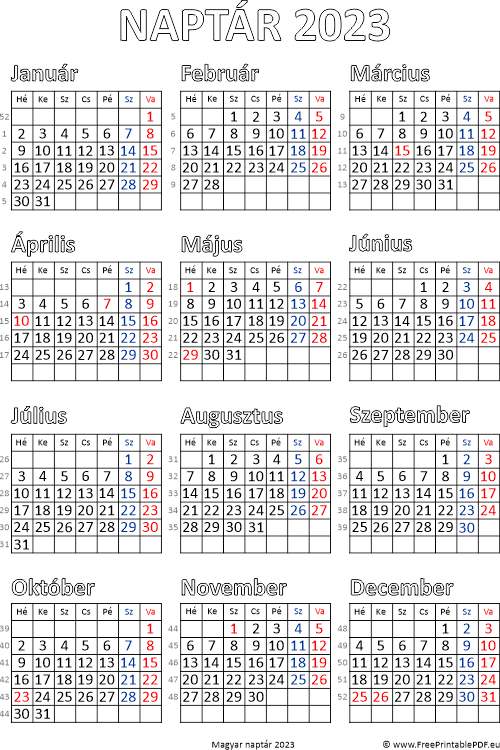 NAPTÁR 2023
Január Február Március
Hé Ke Sz Cs Pé Sz Va Hé Ke Sz Cs Pé Sz Va Hé Ke Sz Cs Pé Sz Va
52 1 5 1 2 3 4 5 9 1 2 3 4 5
1 2 3 4 5 6 7 8 6 6 7 8 9 10 11 12 10 6 7 8 9 10 11 12
2 9 10 11 12 13 14 15 7 13 14 15 16 17 18 19 11 13 14 15 16 17 18 19
3 16 17 18 19 20 21 22 8 20 21 22 23 24 25 26 12 20 21 22 23 24 25 26
4 23 24 25 26 27 28 29 9 27 28 13 27 28 29 30 31
5 30 31
Április Május Június
Hé Ke Sz Cs Pé Sz Va Hé Ke Sz Cs Pé Sz Va Hé Ke Sz Cs Pé Sz Va
13 1 2 18 1 2 3 4 5 6 7 22 1 2 3 4
14 3 4 5 6 7 8 9 19 8 9 10 11 12 13 14 23 5 6 7 8 9 10 11
15 10 11 12 13 14 15 16 20 15 16 17 18 19 20 21 24 12 13 14 15 16 17 18
16 17 18 19 20 21 22 23 21 22 23 24 25 26 27 28 25 19 20 21 22 23 24 25
17 24 25 26 27 28 29 30 22 29 30 31 26 26 27 28 29 30
Július Augusztus Szeptember
Hé Ke Sz Cs Pé Sz Va Hé Ke Sz Cs Pé Sz Va Hé Ke Sz Cs Pé Sz Va
26 1 2 31 1 2 3 4 5 6 35 1 2 3
27 3 4 5 6 7 8 9 32 7 8 9 10 11 12 13 36 4 5 6 7 8 9 10
28 10 11 12 13 14 15 16 33 14 15 16 17 18 19 20 37 11 12 13 14 15 16 17
29 17 18 19 20 21 22 23 34 21 22 23 24 25 26 27 38 18 19 20 21 22 23 24
30 24 25 26 27 28 29 30 35 28 29 30 31 39 25 26 27 28 29 30
31 31
Október November December
Hé Ke Sz Cs Pé Sz Va Hé Ke Sz Cs Pé Sz Va Hé Ke Sz Cs Pé Sz Va
39 1 44 1 2 3 4 5 48 1 2 3
40 2 3 4 5 6 7 8 45 6 7 8 9 10 11 12 49 4 5 6 7 8 9 10
41 9 10 11 12 13 14 15 46 13 14 15 16 17 18 19 50 11 12 13 14 15 16 17
42 16 17 18 19 20 21 22 47 20 21 22 23 24 25 26 51 18 19 20 21 22 23 24
43 23 24 25 26 27 28 29 48 27 28 29 30 52 25 26 27 28 29 30 31
44 30 31
Magyar naptár 2023 © www.FreePrintablePDF.eu